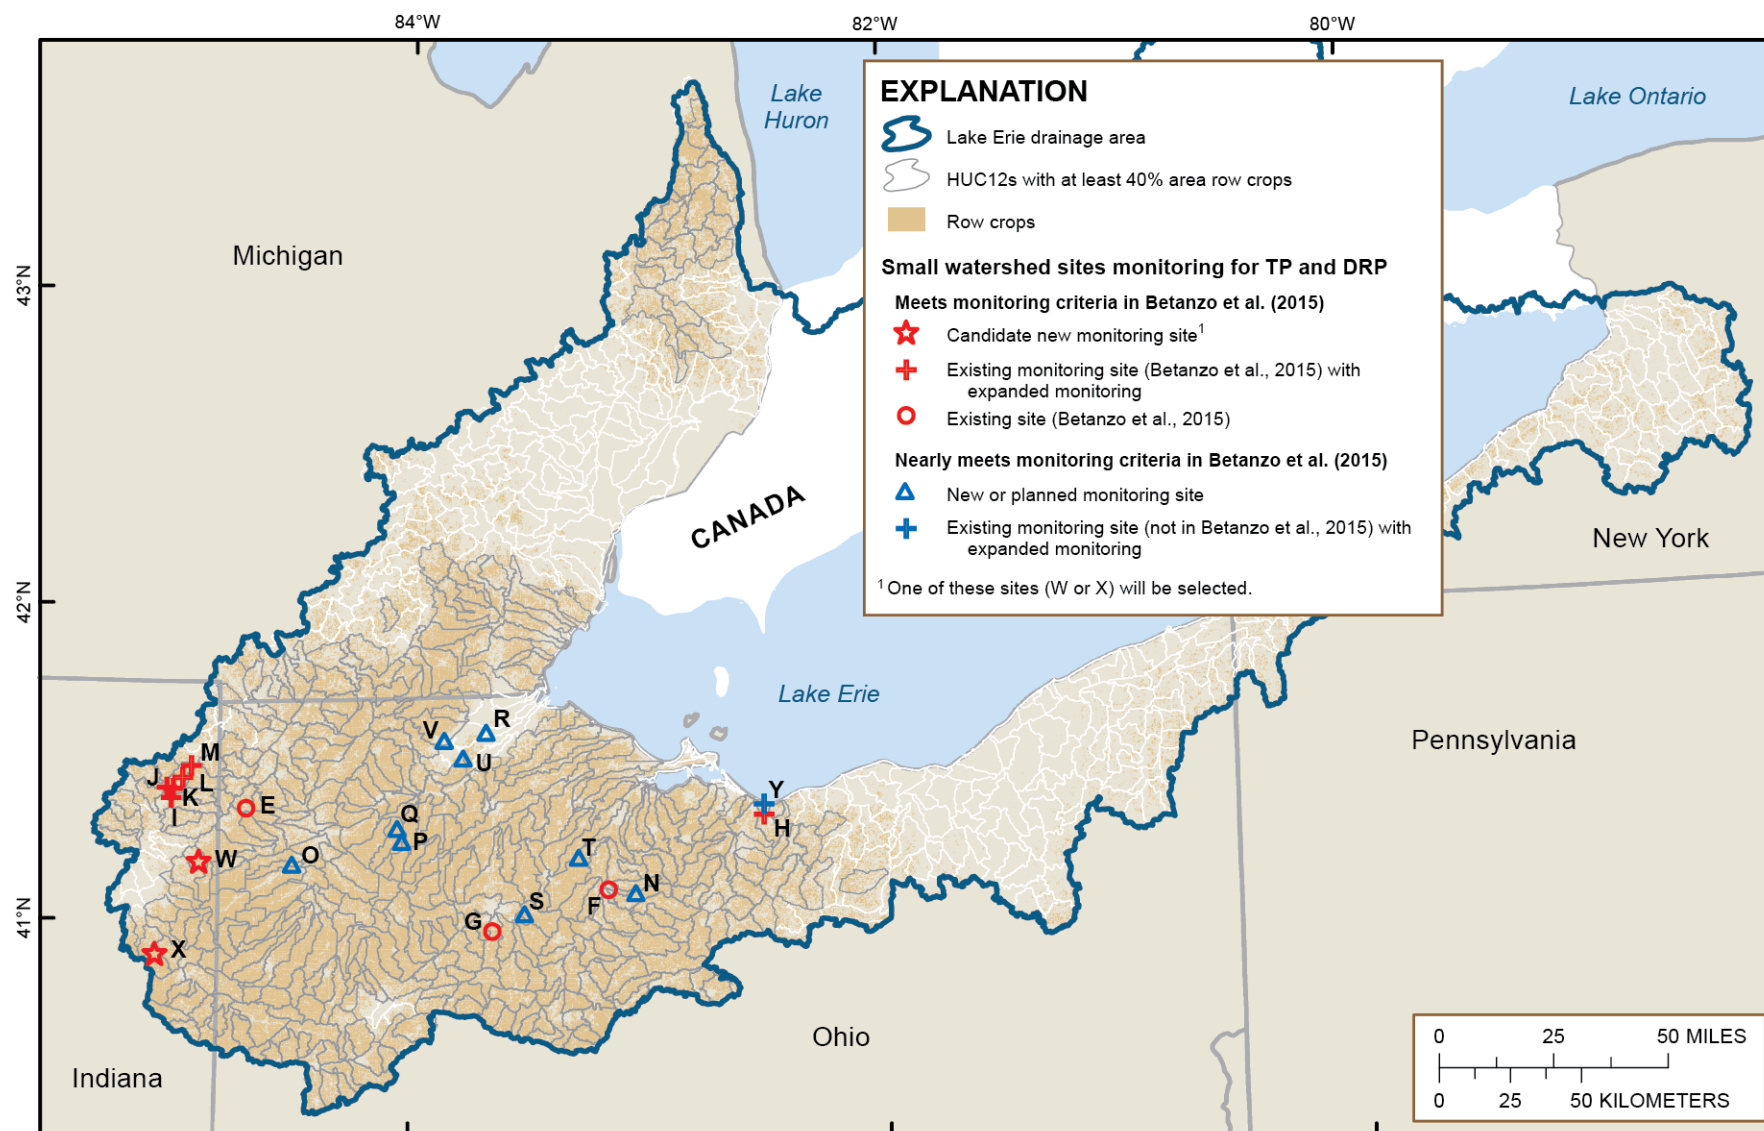 84°W
82°W
80°W
Lake
Huron
Lake Ontario
EXPLANATION
Lake Erie drainage area
HUC12s with at least 40% area row crops
Row crops
Small watershed sites monitoring for TP and DRP
Meets monitoring criteria in Betanzo et al. (2015)
Candidate new monitoring site1
Existing monitoring site (Betanzo et al., 2015) with
expanded monitoring
Existing site (Betanzo et al., 2015)
Nearly meets monitoring criteria in Betanzo et al. (2015)
New or planned monitoring site
Existing monitoring site (not in Betanzo et al., 2015) with
expanded monitoring
1 One of these sites (W or X) will be selected.
Michigan
43°N
CANADA
New York
42°N
Lake Erie
Pennsylvania
V
R
U
M
J
L
K
I
E
Y
H
Q
P
W
O
T
F
N
S
G
41°N
X
Ohio
Indiana
0 25 50 MILES
0 25 50 KILOMETERS